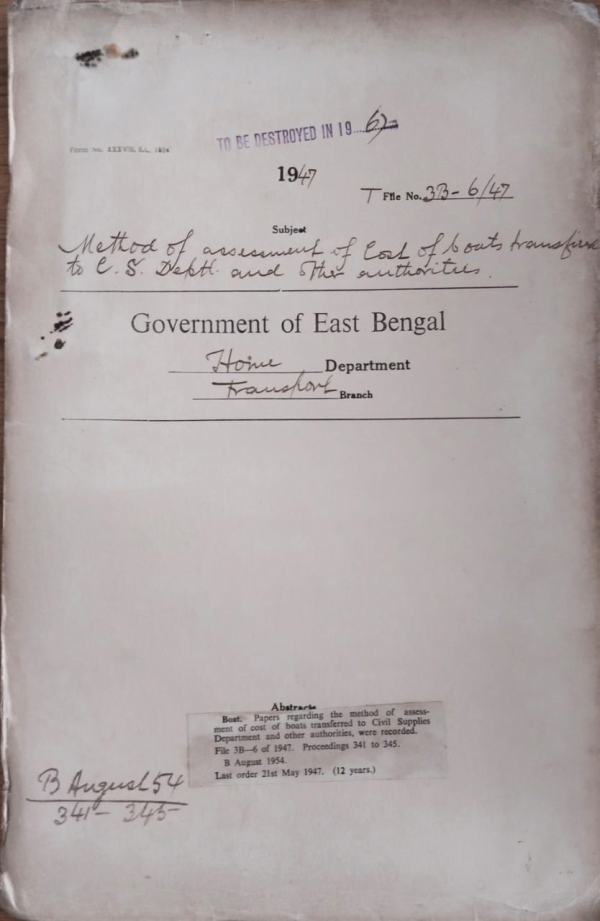 TO BE DESTROYED IN 19 67
Form No. XXXVIII, E.L. 1924
1947
T File No. 3B-6/47
Subject
Method of assessment of Cost of boats transferre
to C. S. Deptt. and other authorities.
Government of East Bengal
Home Department
Transport Branch
Abstracts
Boat. Papers regarding the method of assess-
ment of cost of boats transferred to Civil Supplies
Department and other authorities, were recorded.
File 3B—6 of 1947. Proceedings 341 to 345.
B August 1954.
Last order 21st May 1947. (12 years.)
B August 54
341 - 345